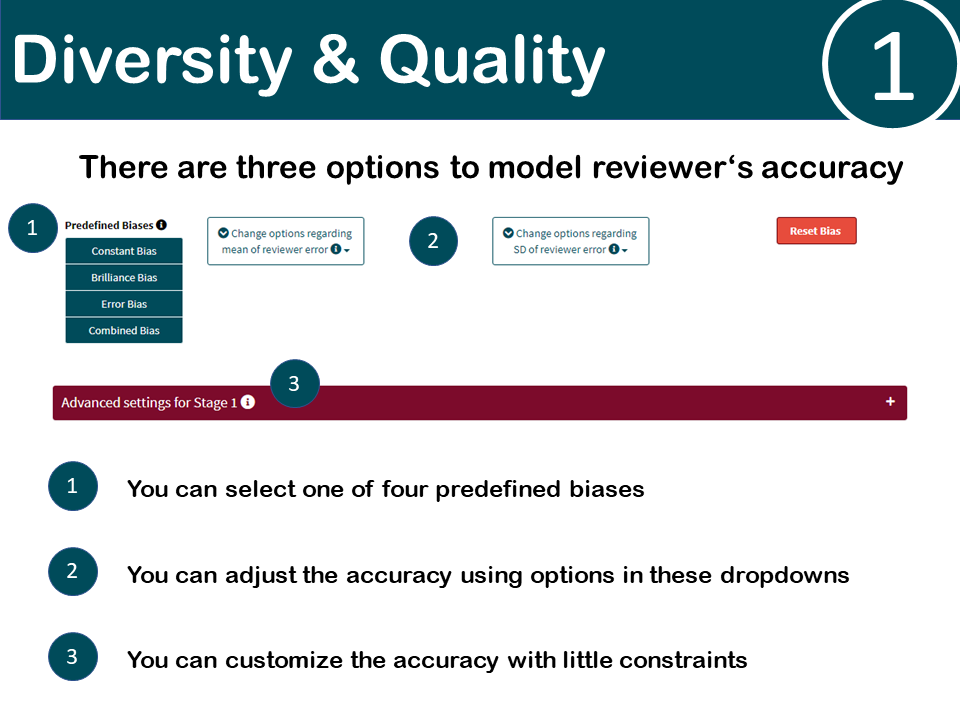 Diversity & Quality
1
There are three options to model reviewer‘s accuracy
1
Predefined Biases
Constant Bias
Brilliance Bias
Error Bias
Combined Bias
Change options regarding
mean of reviewer error
2
Change options regarding
SD of reviewer error
Reset Bias
3
Advanced settings for Stage 1
+
1
You can select one of four predefined biases
2
You can adjust the accuracy using options in these dropdowns
3
You can customize the accuracy with little constraints